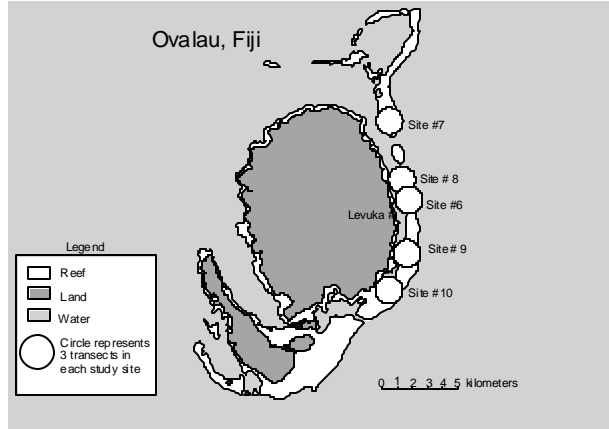 Ovalau, Fiji
Site #7
Site # 8
Site #6
Levuka #
Site # 9
Site #10
Legend
Reef
Land
Water
Circle represents
3 transects in
each study site
0 1 2 3 4 5 kilometers